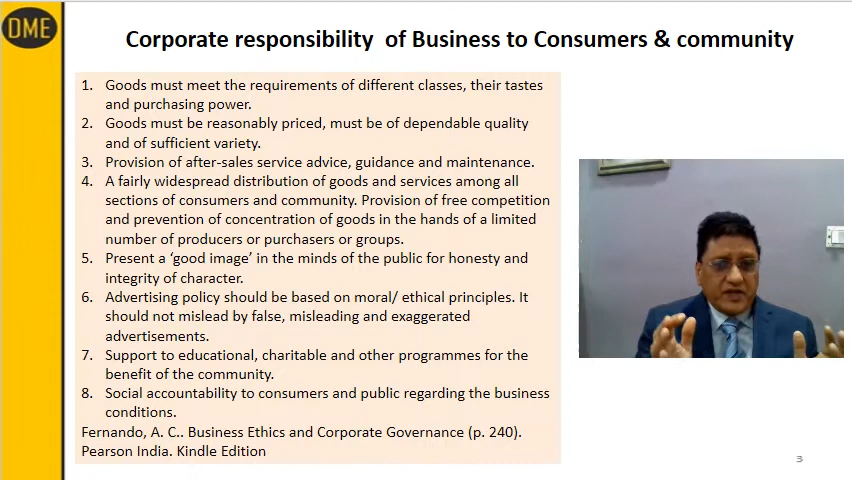 DME
Corporate responsibility of Business to Consumers & community
1. Goods must meet the requirements of different classes, their tastes
and purchasing power.
2. Goods must be reasonably priced, must be of dependable quality
and of sufficient variety.
3. Provision of after-sales service advice, guidance and maintenance.
4. A fairly widespread distribution of goods and services among all
sections of consumers and community. Provision of free competition
and prevention of concentration of goods in the hands of a limited
number of producers or purchasers or groups.
5. Present a ‘good image’ in the minds of the public for honesty and
integrity of character.
6. Advertising policy should be based on moral/ ethical principles. It
should not mislead by false, misleading and exaggerated
advertisements.
7. Support to educational, charitable and other programmes for the
benefit of the community.
8. Social accountability to consumers and public regarding the business
conditions.
Fernando, A. C.. Business Ethics and Corporate Governance (p. 240).
Pearson India. Kindle Edition
3